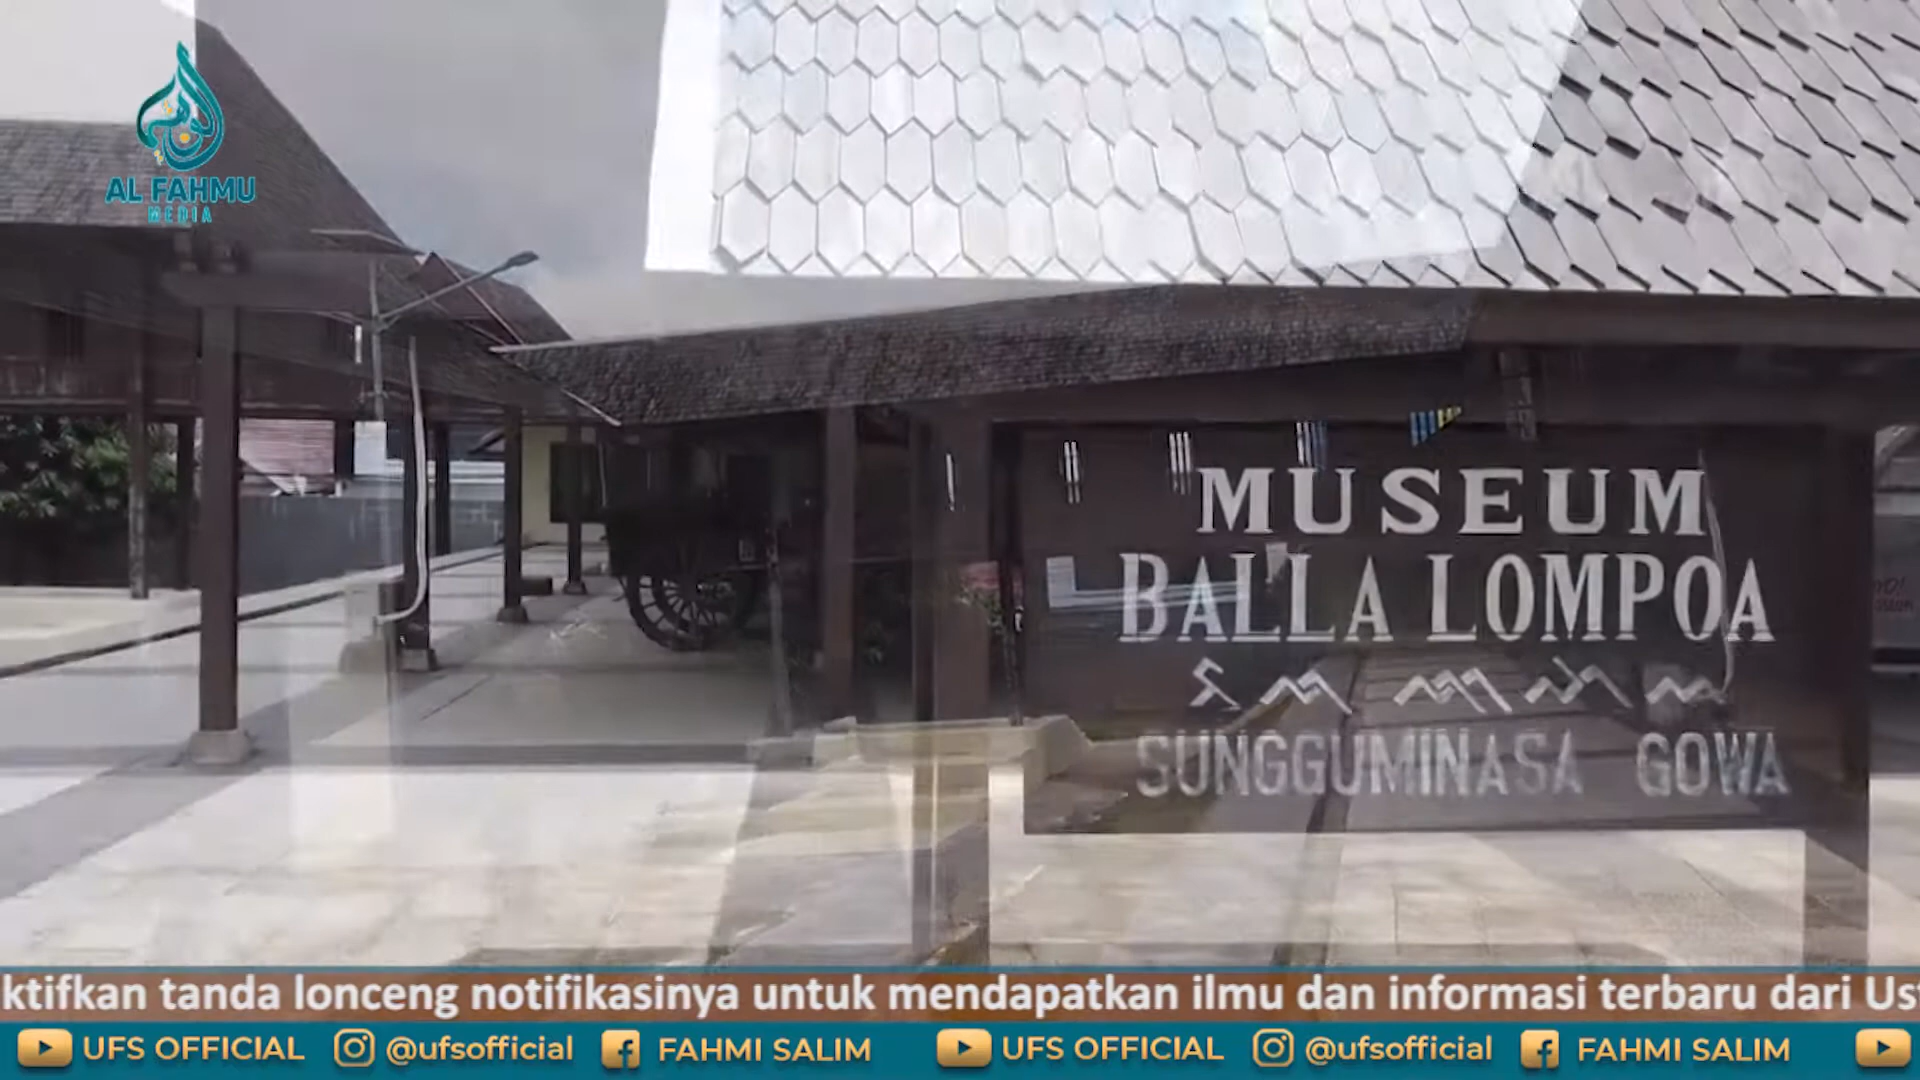 AL FAHMU
MEDIA
MUSEUM
BALLA LOMPOA
SUNGGUMINASA GOWA
ktifkan tanda lonceng notifikasinya untuk mendapatkan ilmu dan informasi terbaru dari Us
UFS OFFICIAL @ufsofficial FAHMI SALIM UFS OFFICIAL @ufsofficial FAHMI SALIM